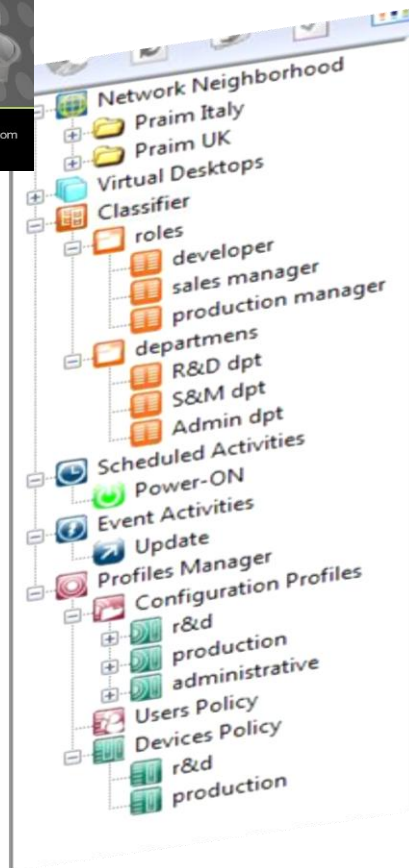 om
Network Neighborhood
Praim Italy
Praim UK
Virtual Desktops
Classifier
roles
developer
sales manager
production manager
departmens
R&D dpt
S&M dpt
Admin dpt
Scheduled Activities
Power-ON
Event Activities
Update
Profiles Manager
Configuration Profiles
r&d
production
administrative
Users Policy
Devices Policy
r&d
production